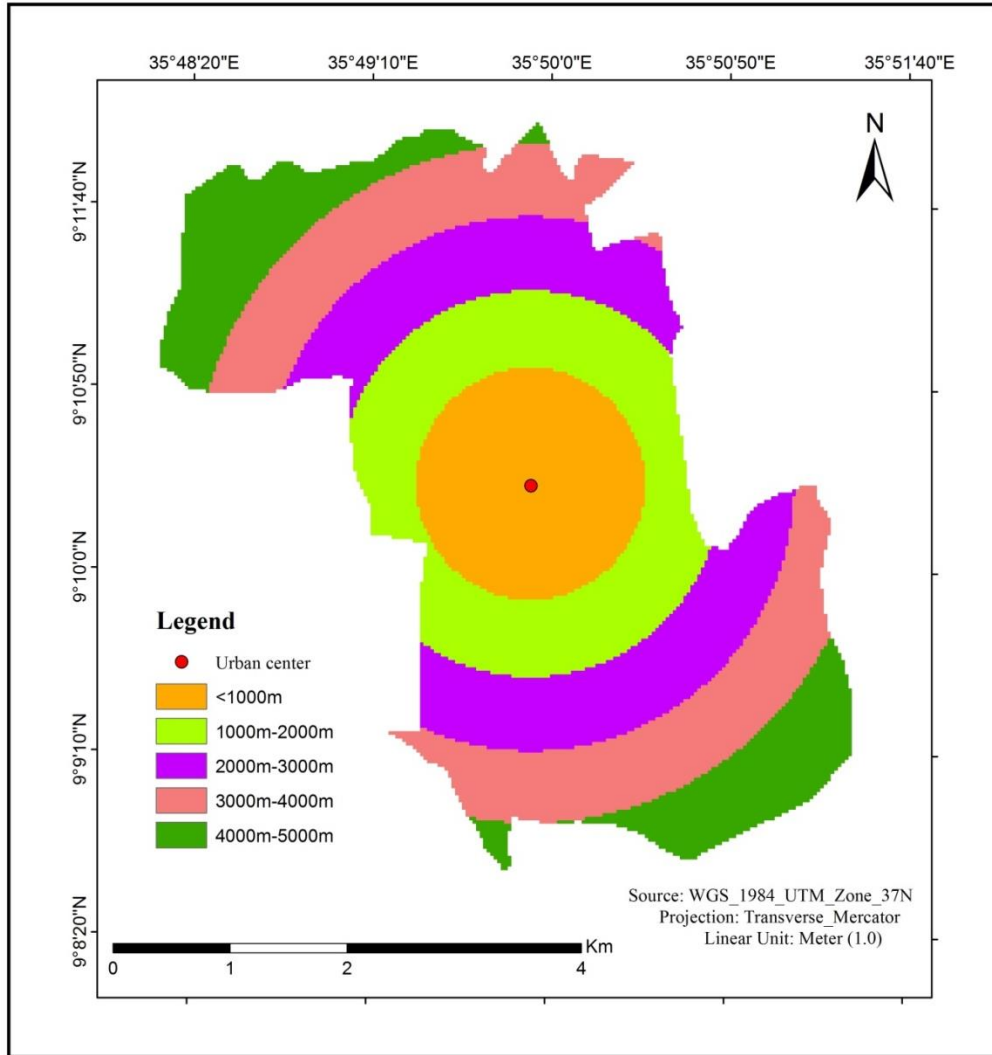 35°48'20"E 35°49'10"E 35°50'0"E 35°50'50"E 35°51'40"E
N
9°11'40"N
9°10'50"N
9°10'0"N
9°9'10"N
9°8'20"N
Legend
Urban center
<1000m
1000m-2000m
2000m-3000m
3000m-4000m
4000m-5000m
Source: WGS_1984_UTM_Zone_37N
Projection: Transverse_Mercator
Linear Unit: Meter (1.0)
Km
0 1 2 4